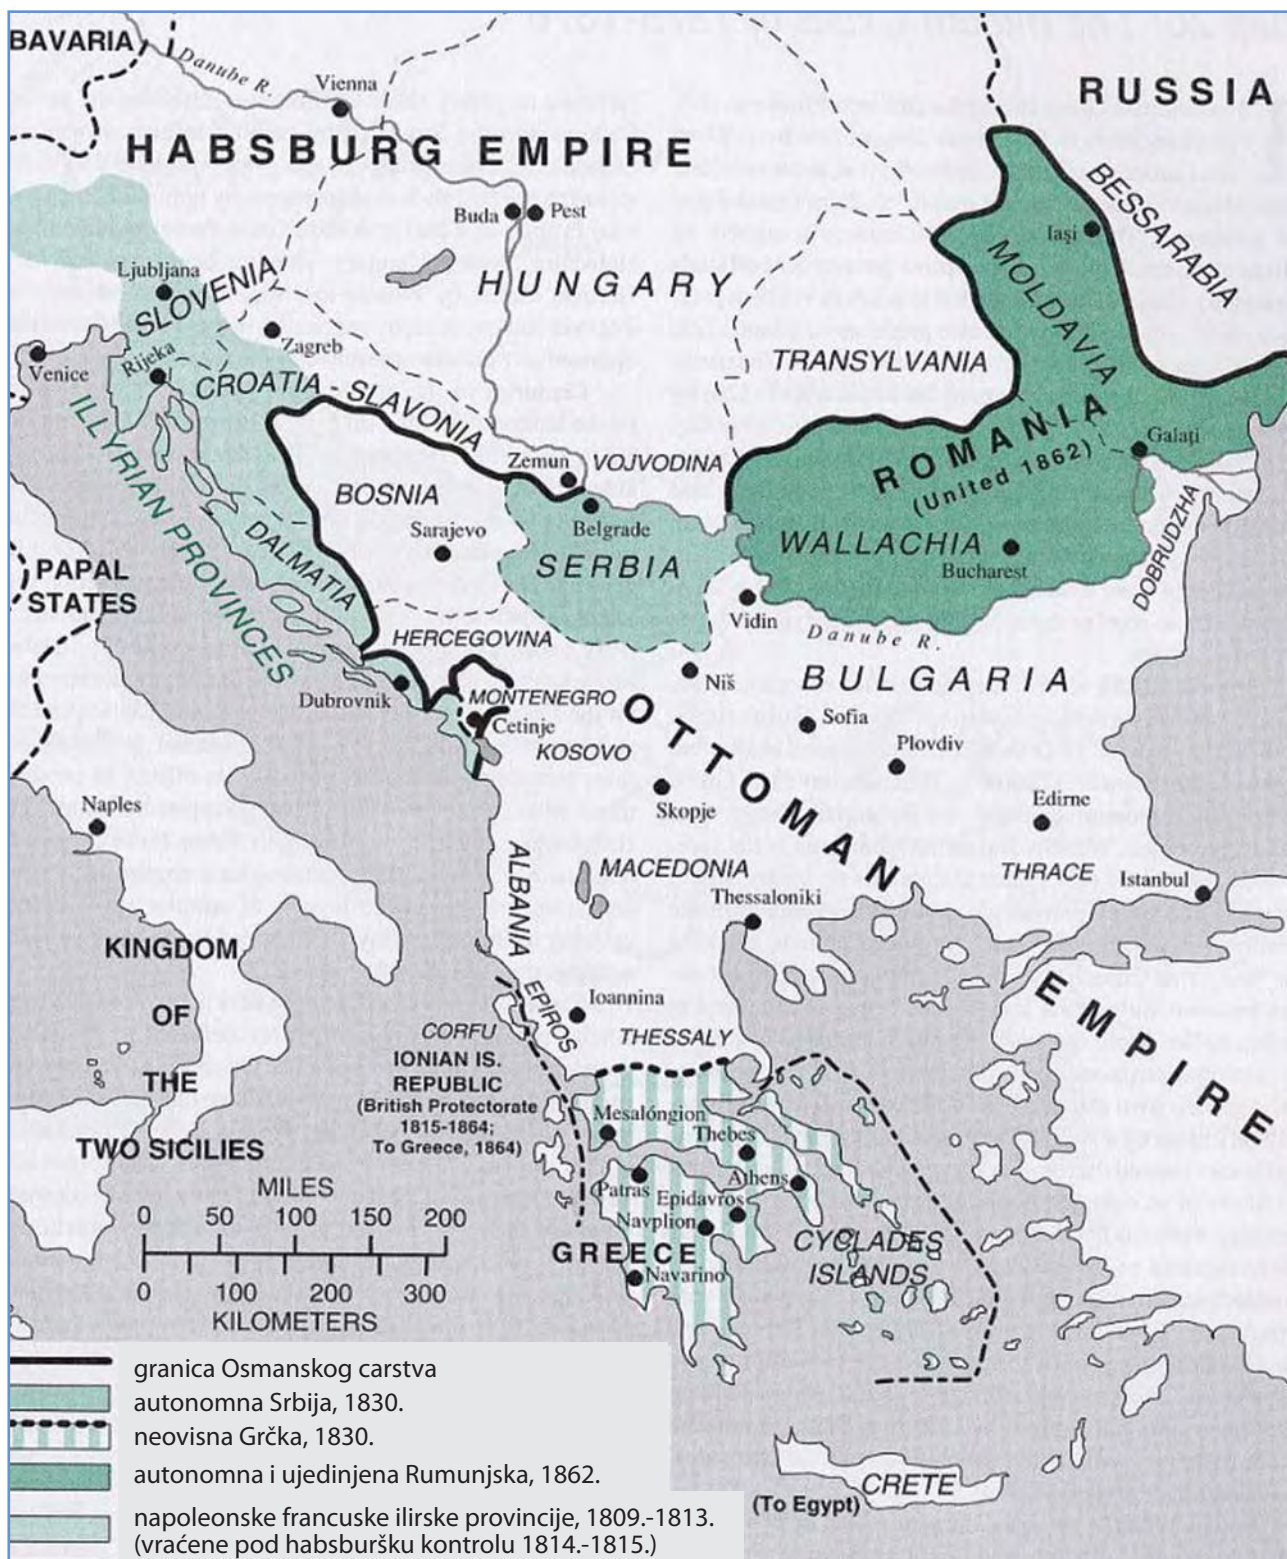 BAVARIA
Danube R.
Vienna
RUSSIA
HABSBURG EMPIRE
BESSARABIA
Buda
Pest
Iaşi
MOLDAVIA
Ljubljana
SLOVENIA
HUNGARY
Zagreb
Venice
Rijeka
TRANSYLVANIA
CROATIA - SLAVONIA
ILLYRIAN PROVINCES
ROMANIA
(United 1862)
Galaţi
Zemun
VOJVODINA
BOSNIA
Sarajevo
Belgrade
DALMATIA
SERBIA
WALLACHIA
Bucharest
DOBRUDZHA
PAPAL
STATES
Vidin
Danube R.
HERCEGOVINA
Dubrovnik
MONTENEGRO
Niš
BULGARIA
Cetinje
Sofia
KOSOVO
Plovdiv
OTTOMAN
Naples
Skopje
Edirne
ALBANIA
MACEDONIA
THRACE
Istanbul
Thessaloniki
KINGDOM
OF
THE
TWO SICILIES
EMPIRE
EPIROS
Ioannina
CORFU
THESSALY
IONIAN IS.
REPUBLIC
(British Protectorate
1815-1864;
To Greece, 1864)
Mesalóngion
Thebes
Patras
Athens
Epidavros
Navplion
GREECE
CYCLADES
ISLANDS
Navarino
MILES
0 50 100 150 200
0 100 200 300
KILOMETERS
CRETE
(To Egypt)
granica Osmanskog carstva
autonomna Srbija, 1830.
neovisna Grčka, 1830.
autonomna i ujedinjena Rumunjska, 1862.
napoleonske francuske ilirske provincije, 1809.-1813.
(vraćene pod habsburšku kontrolu 1814.-1815.)